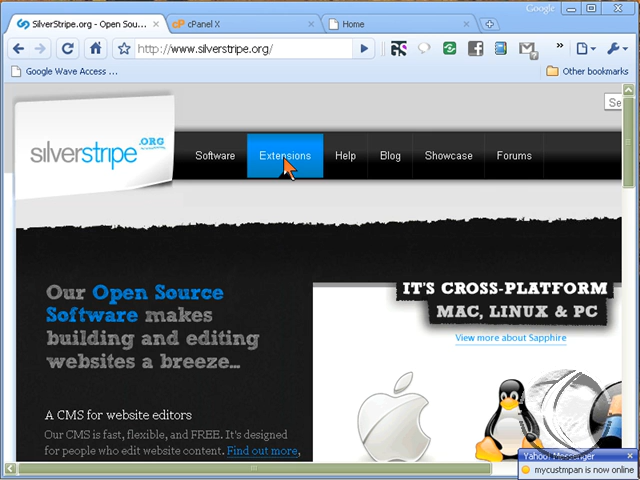 Google
SilverStripe.org - Open Sou...
cPanel X
Home
http://www.silverstripe.org/
Google Wave Access ...
Other bookmarks
silverstripe
.ORG
Software
Extensions
Help
Blog
Showcase
Forums
Se
Our Open Source
Software makes
building and editing
websites a breeze...
IT'S CROSS-PLATFORM
MAC, LINUX & PC
View more about Sapphire
A CMS for website editors
Our CMS is fast, flexible, and FREE. It's designed
for people who edit website content. Find out more,
Yahoo! Messenger
mycustmpan is now online